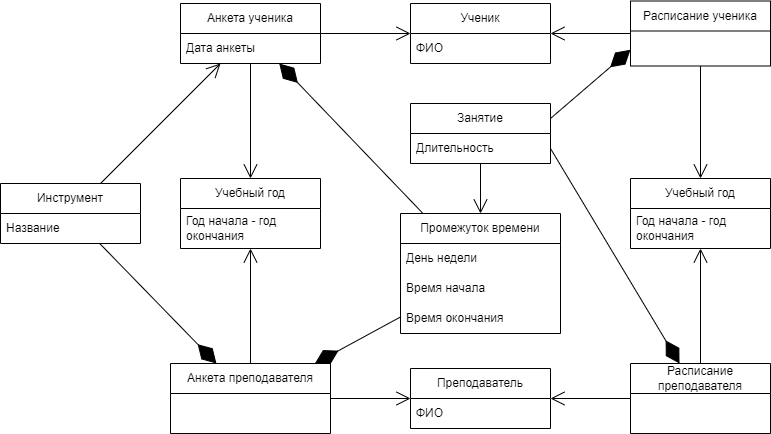 Анкета ученика
Дата анкеты
Ученик
ФИО
Расписание ученика
Занятие
Длительность
Инструмент
Название
Учебный год
Год начала - год
окончания
Промежуток времени
День недели
Время начала
Время окончания
Учебный год
Год начала - год
окончания
Анкета преподавателя
Преподаватель
ФИО
Расписание
преподавателя